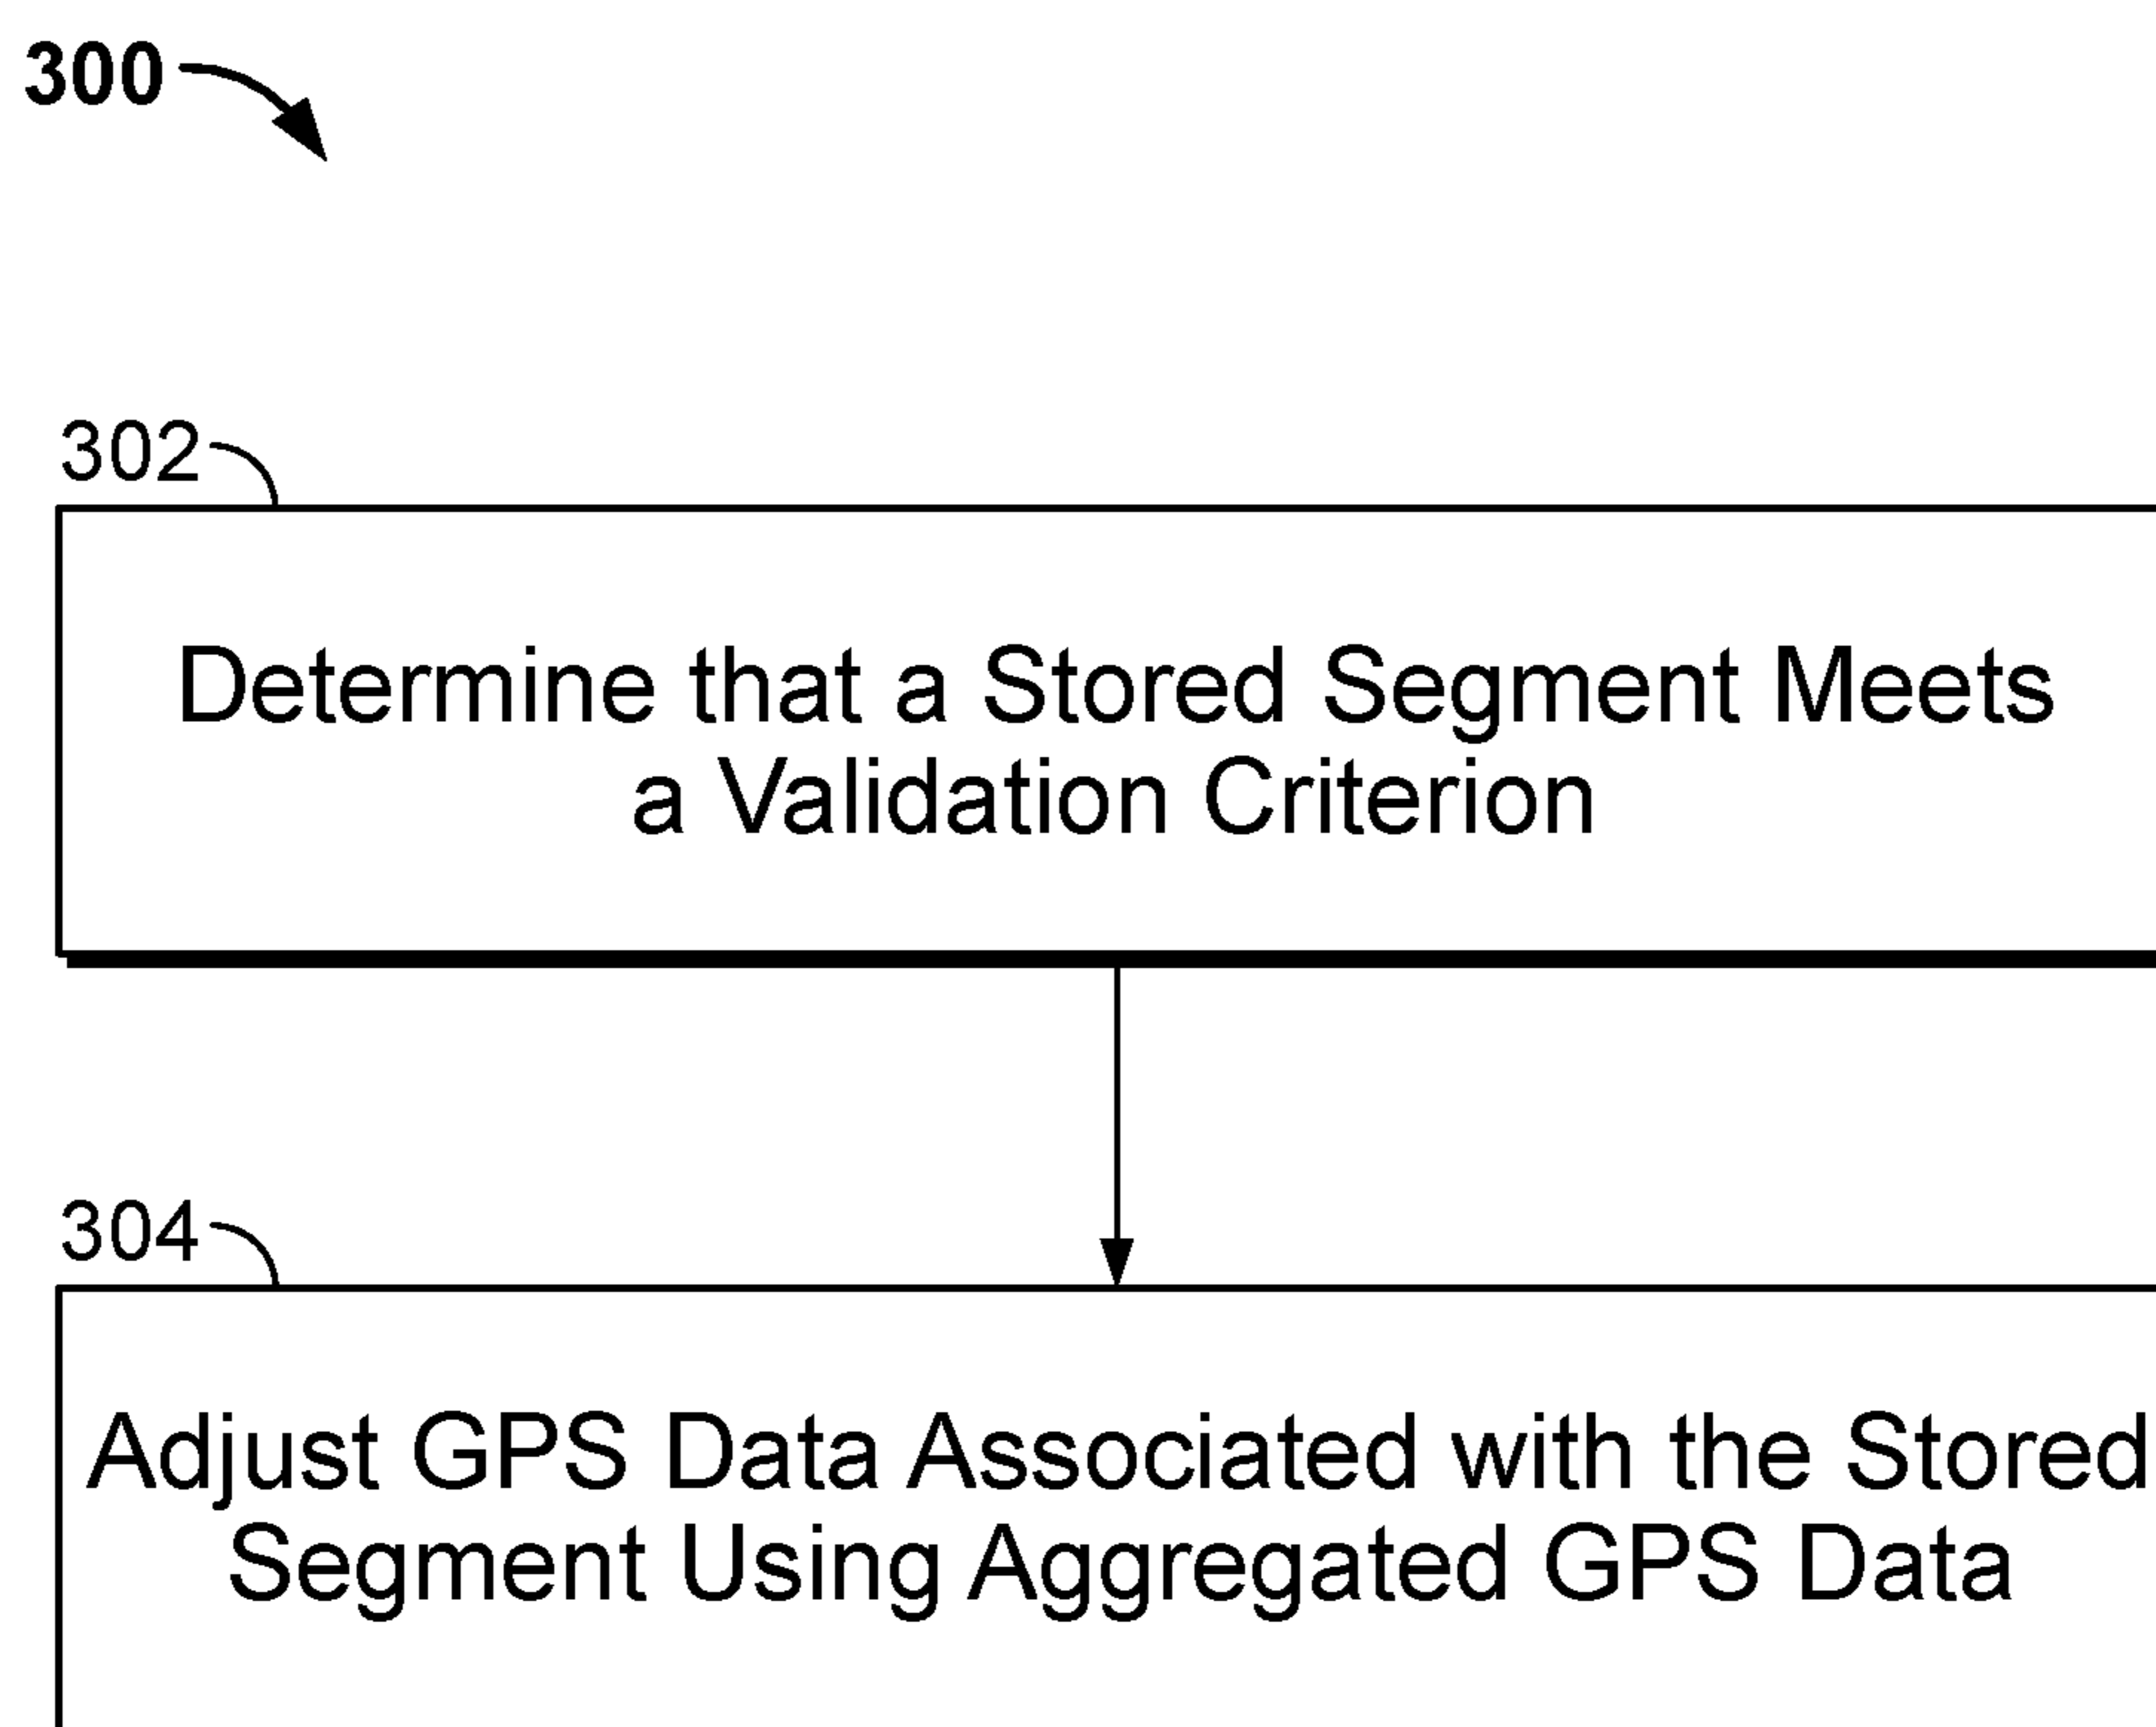 300
302
Determine that a Stored Segment Meets
a Validation Criterion
304
Adjust GPS Data Associated with the Stored
Segment Using Aggregated GPS Data